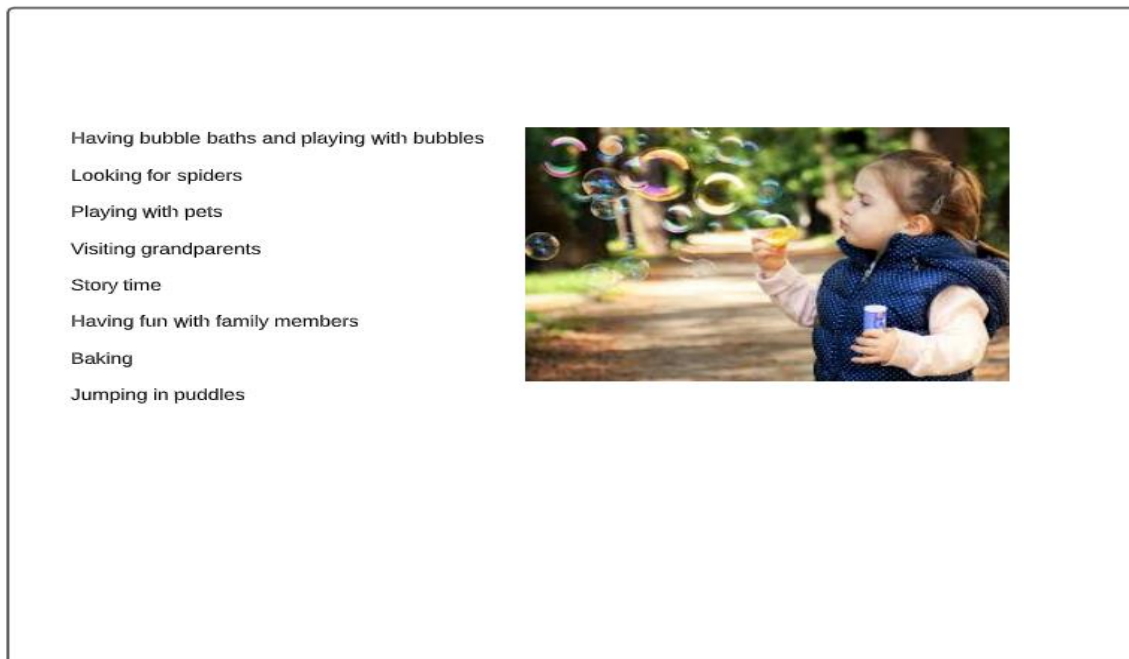 Having bubble baths and playing with bubbles
Looking for spiders
Playing with pets
Visiting grandparents
Story time
Having fun with family members
Baking
Jumping in puddles